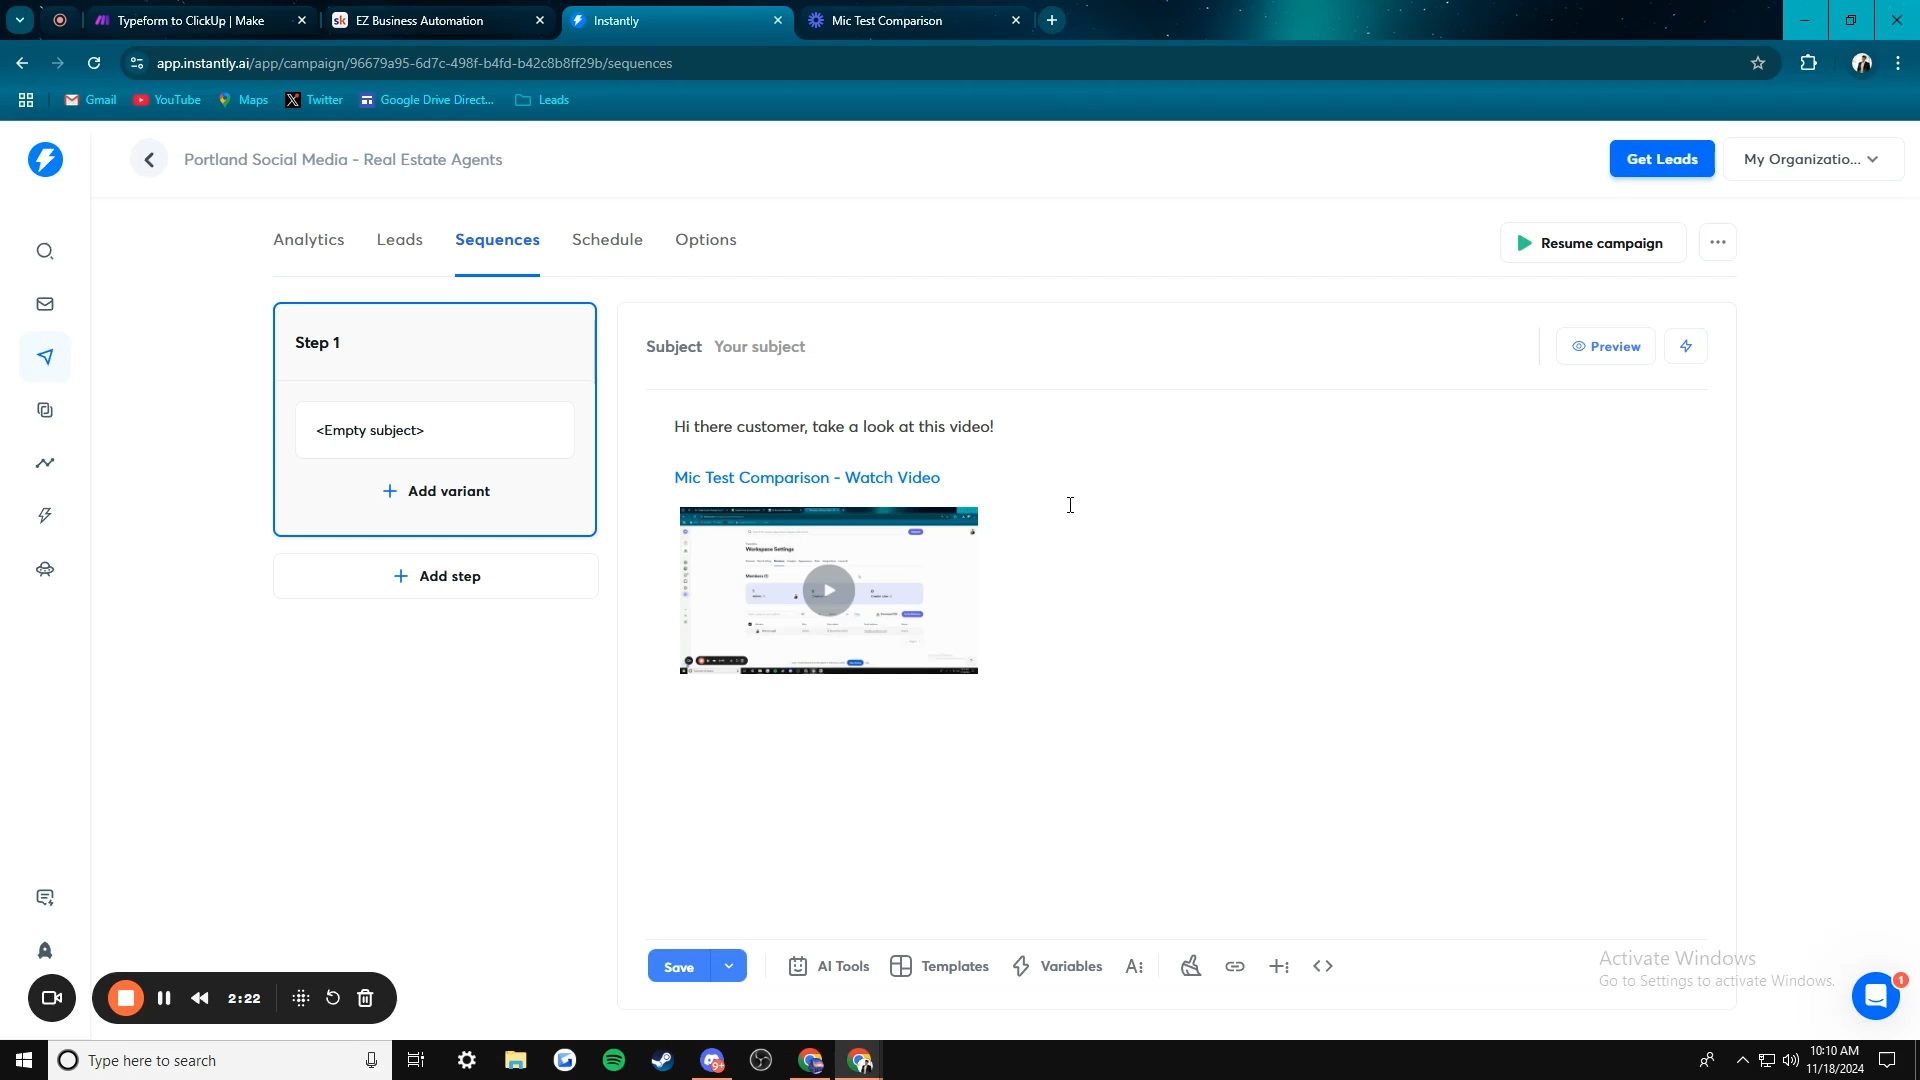 Typeform to ClickUp | Make
sk
EZ Business Automation
Instantly
Mic Test Comparison
app.instantly.ai/app/campaign/96679a95-6d7c-498f-b4fd-b42c8b8ff29b/sequences
Gmail
YouTube
Maps
Twitter
Google Drive Direct...
Leads
Portland Social Media - Real Estate Agents
Get Leads
My Organizatio...
Analytics
Leads
Sequences
Schedule
Options
Resume campaign
Step 1
<Empty subject>
Add variant
Add step
Subject Your subject
Preview
Hi there customer, take a look at this video!
Mic Test Comparison - Watch Video
Workspace Settings
Save
AI Tools
Templates
Variables
Activate Windows
Go to Settings to activate Windows.
1
2:22
Type here to search
9+
10:10 AM
11/18/2024